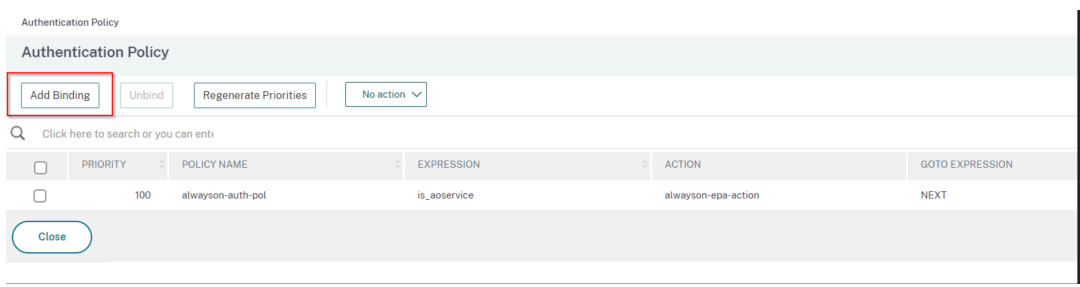 Authentication Policy
Authentication Policy
Add Binding Unbind Regenerate Priorities No action
Click here to search or you can ente
PRIORITY POLICY NAME EXPRESSION ACTION GOTO EXPRESSION
100 alwayson-auth-pol is_aoservice alwayson-epa-action NEXT
Close